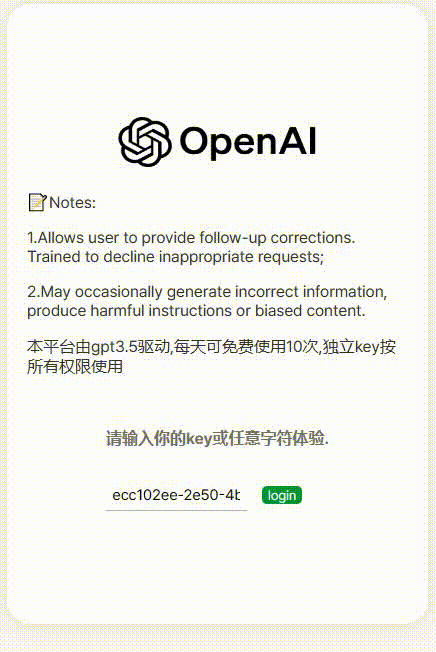 OpenAI
📝Notes:
1.Allows user to provide follow-up corrections.
Trained to decline inappropriate requests;
2.May occasionally generate incorrect information,
produce harmful instructions or biased content.
本平台由gpt3.5驱动,每天可免费使用10次,独立key按
所有权限使用
请输入你的key或任意字符体验.
ecc102ee-2e50-4b
login